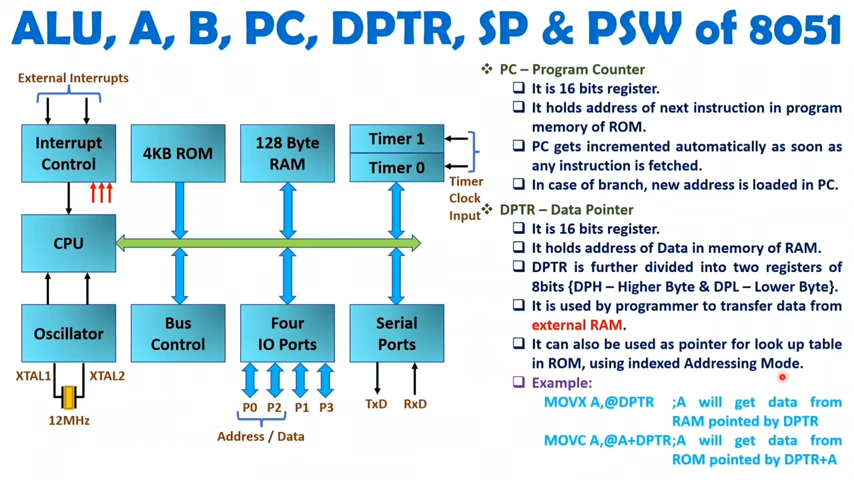 ALU, A, B, PC, DPTR, SP & PSW of 8051
External Interrupts
Interrupt
Control
4KB ROM
128 Byte
RAM
Timer 1
Timer 0
Timer
Clock
Input
CPU
Oscillator
Bus
Control
Four
IO Ports
Serial
Ports
XTAL1
XTAL2
12MHz
P0
P2
P1
P3
Address / Data
TxD
RxD
❖ PC – Program Counter
❑ It is 16 bits register.
❑ It holds address of next instruction in program
memory of ROM.
❑ PC gets incremented automatically as soon as
any instruction is fetched.
❑ In case of branch, new address is loaded in PC.
❖ DPTR – Data Pointer
❑ It is 16 bits register.
❑ It holds address of Data in memory of RAM.
❑ DPTR is further divided into two registers of
8bits {DPH – Higher Byte & DPL – Lower Byte}.
❑ It is used by programmer to transfer data from
external RAM.
❑ It can also be used as pointer for look up table
in ROM, using indexed Addressing Mode.
❑ Example:
MOVX A,@DPTR ;A will get data from
RAM pointed by DPTR
MOVC A,@A+DPTR;A will get data from
ROM pointed by DPTR+A